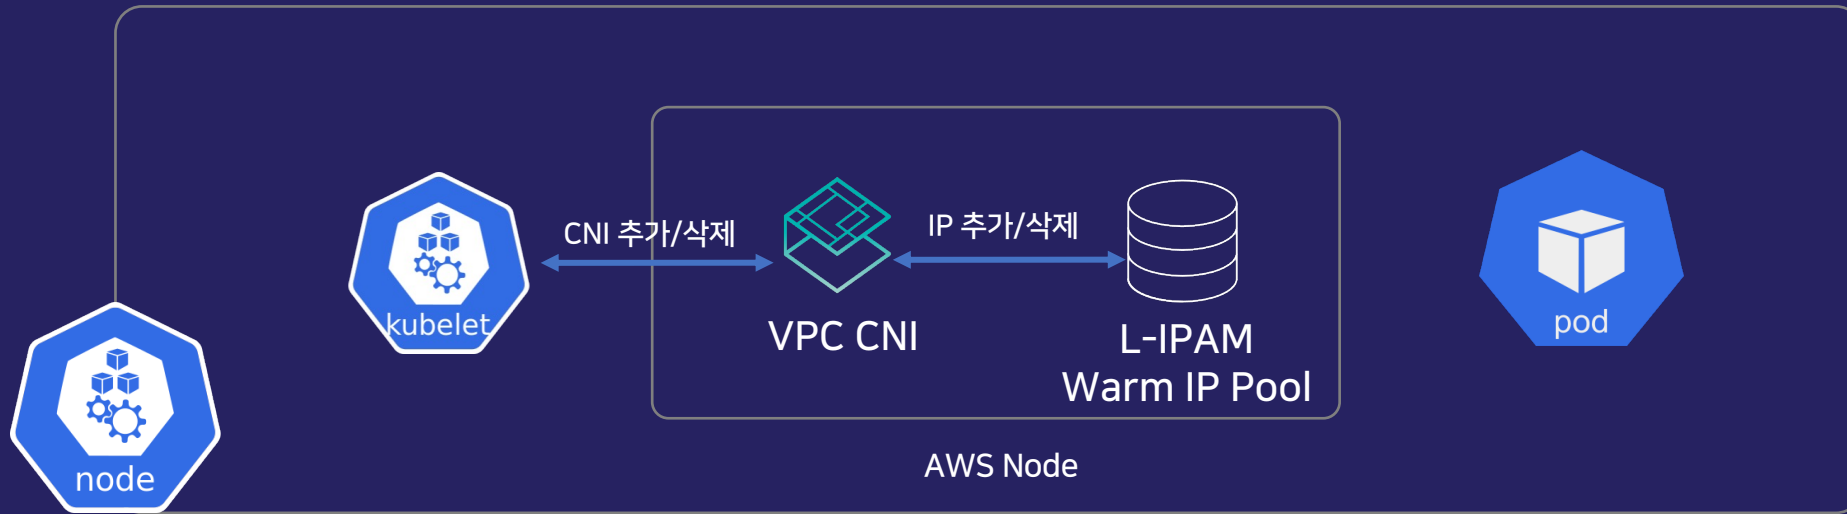 CNI 추가/삭제
IP 추가/삭제
kubelet
VPC CNI
L-IPAM
Warm IP Pool
pod
AWS Node
node